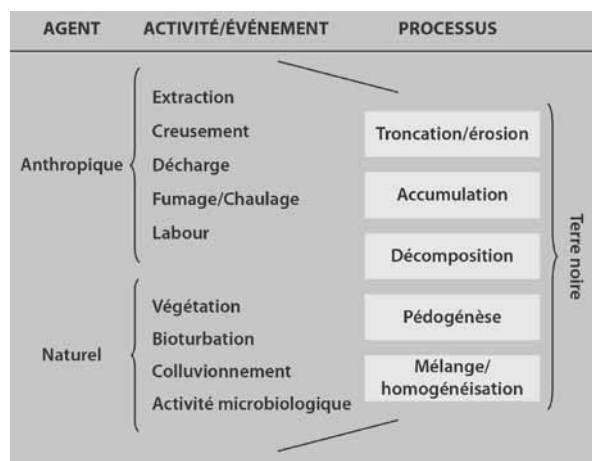 AGENT ACTIVITÉ/ÉVÉNEMENT PROCESSUS
Anthropique
Extraction
Creusement
Décharge
Fumage/Chaulage
Labour
Naturel
Végétation
Bioturbation
Colluvionnement
Activité microbiologique
Troncation/érosion
Accumulation
Décomposition
Pédogénèse
Mélange/
homogénéisation
Terre noire